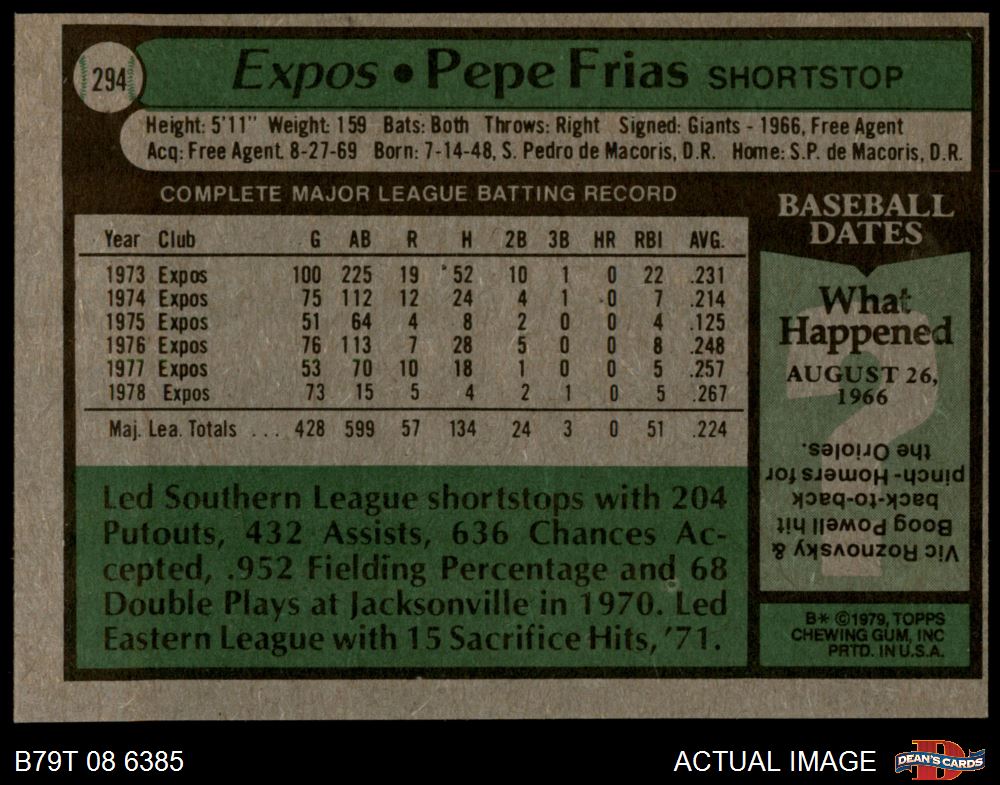 294
Expos • Pepe Frias SHORTSTOP
Height: 5'11" Weight: 159 Bats: Both Throws: Right Signed: Giants - 1966, Free Agent
Acq: Free Agent 8-27-69 Born: 7-14-48, S. Pedro de Macoris, D.R. Home: S.P. de Macoris, D.R.
COMPLETE MAJOR LEAGUE BATTING RECORD
Year Club G AB R H 2B 3B HR RBI AVG.
1973 Expos 100 225 19 52 10 1 0 22 .231
1974 Expos 75 112 12 24 4 1 0 7 .214
1975 Expos 51 64 4 8 2 0 0 4 .125
1976 Expos 76 113 7 28 5 0 0 8 .248
1977 Expos 53 70 10 18 1 0 0 5 .257
1978 Expos 73 15 5 4 2 1 0 5 .267
Maj. Lea. Totals ... 428 599 57 134 24 3 0 51 .224
Led Southern League shortstops with 204
Putouts, 432 Assists, 636 Chances Ac-
cepted, .952 Fielding Percentage and 68
Double Plays at Jacksonville in 1970. Led
Eastern League with 15 Sacrifice Hits, '71.
BASEBALL
DATES
What
Happened
AUGUST 26,
1966
?
Vic Roznovsky &
Boog Powell hit
back-to-back
pinch-Homers for
the Orioles.
B* ©1979, TOPPS
CHEWING GUM, INC
PRTD. IN U.S.A.
B79T 08 6385
ACTUAL IMAGE
DEAN'S CARDS